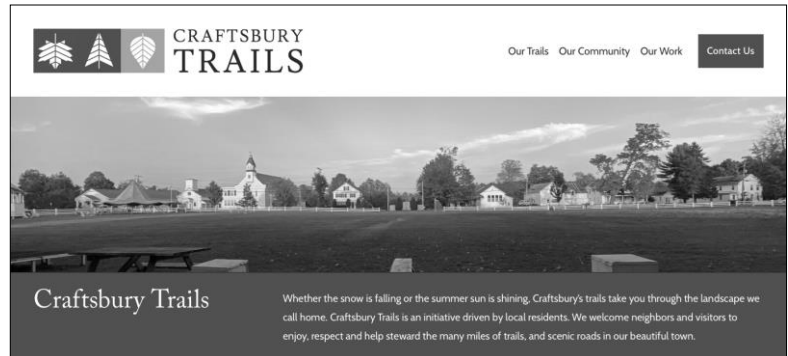 CRAFTSBURY
TRAILS
Our Trails Our Community Our Work Contact Us
Craftsbury Trails
Whether the snow is falling or the summer sun is shining, Craftsbury's trails take you through the landscape we
call home. Craftsbury Trails is an initiative driven by local residents. We welcome neighbors and visitors to
enjoy, respect and help steward the many miles of trails, and scenic roads in our beautiful town.